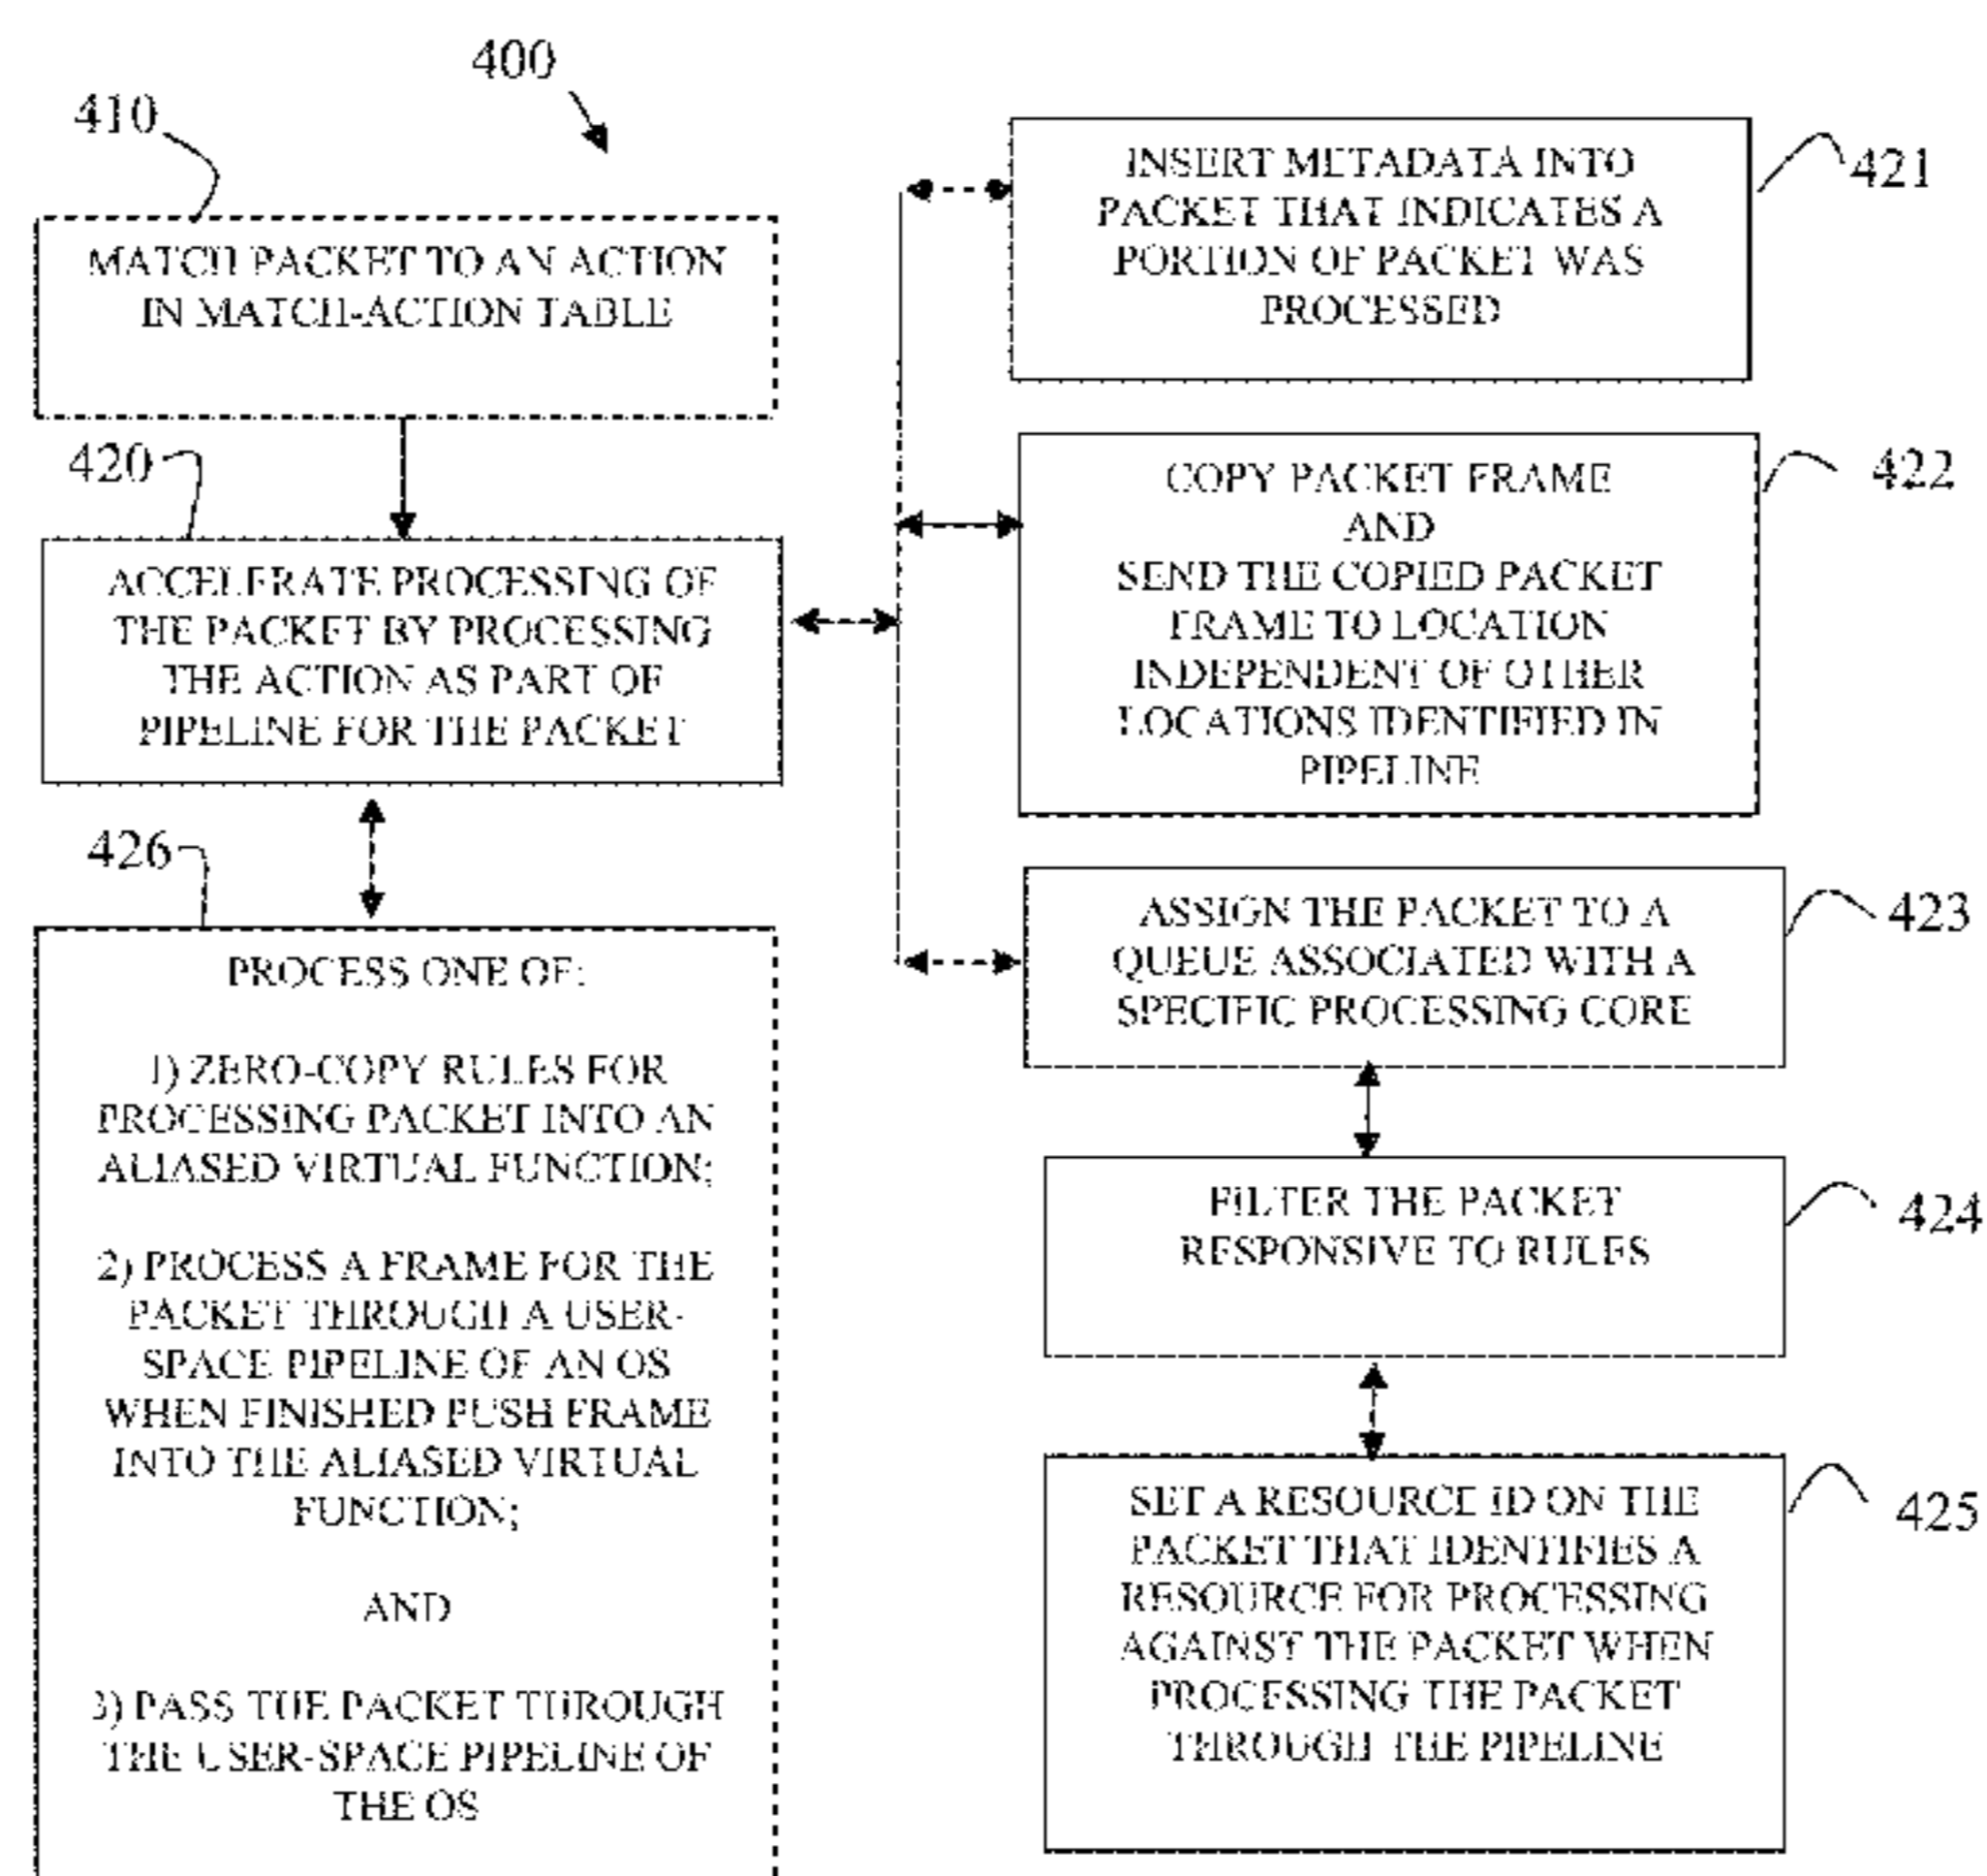 400
410
MATCH PACKET TO AN ACTION
IN MATCH-ACTION TABLE
420
ACCELERATE PROCESSING OF
THE PACKET BY PROCESSING
THE ACTION AS PART OF
PIPELINE FOR THE PACKET
426
PROCESS ONE OF:
1) ZERO-COPY RULES FOR
PROCESSING PACKET INTO AN
ALIASED VIRTUAL FUNCTION;
2) PROCESS A FRAME FOR THE
PACKET THROUGH A USER-
SPACE PIPELINE OF AN OS
WHEN FINISHED PUSH FRAME
INTO THE ALIASED VIRTUAL
FUNCTION;
AND
3) PASS THE PACKET THROUGH
THE USER-SPACE PIPELINE OF
THE OS
INSERT METADATA INTO
PACKET THAT INDICATES A
PORTION OF PACKET WAS
PROCESSED
421
COPY PACKET FRAME
AND
SEND THE COPIED PACKET
FRAME TO LOCATION
INDEPENDENT OF OTHER
LOCATIONS IDENTIFIED IN
PIPELINE
422
ASSIGN THE PACKET TO A
QUEUE ASSOCIATED WITH A
SPECIFIC PROCESSING CORE
423
FILTER THE PACKET
RESPONSIVE TO RULES
424
SET A RESOURCE ID ON THE
PACKET THAT IDENTIFIES A
RESOURCE FOR PROCESSING
AGAINST THE PACKET WHEN
PROCESSING THE PACKET
THROUGH THE PIPELINE
425